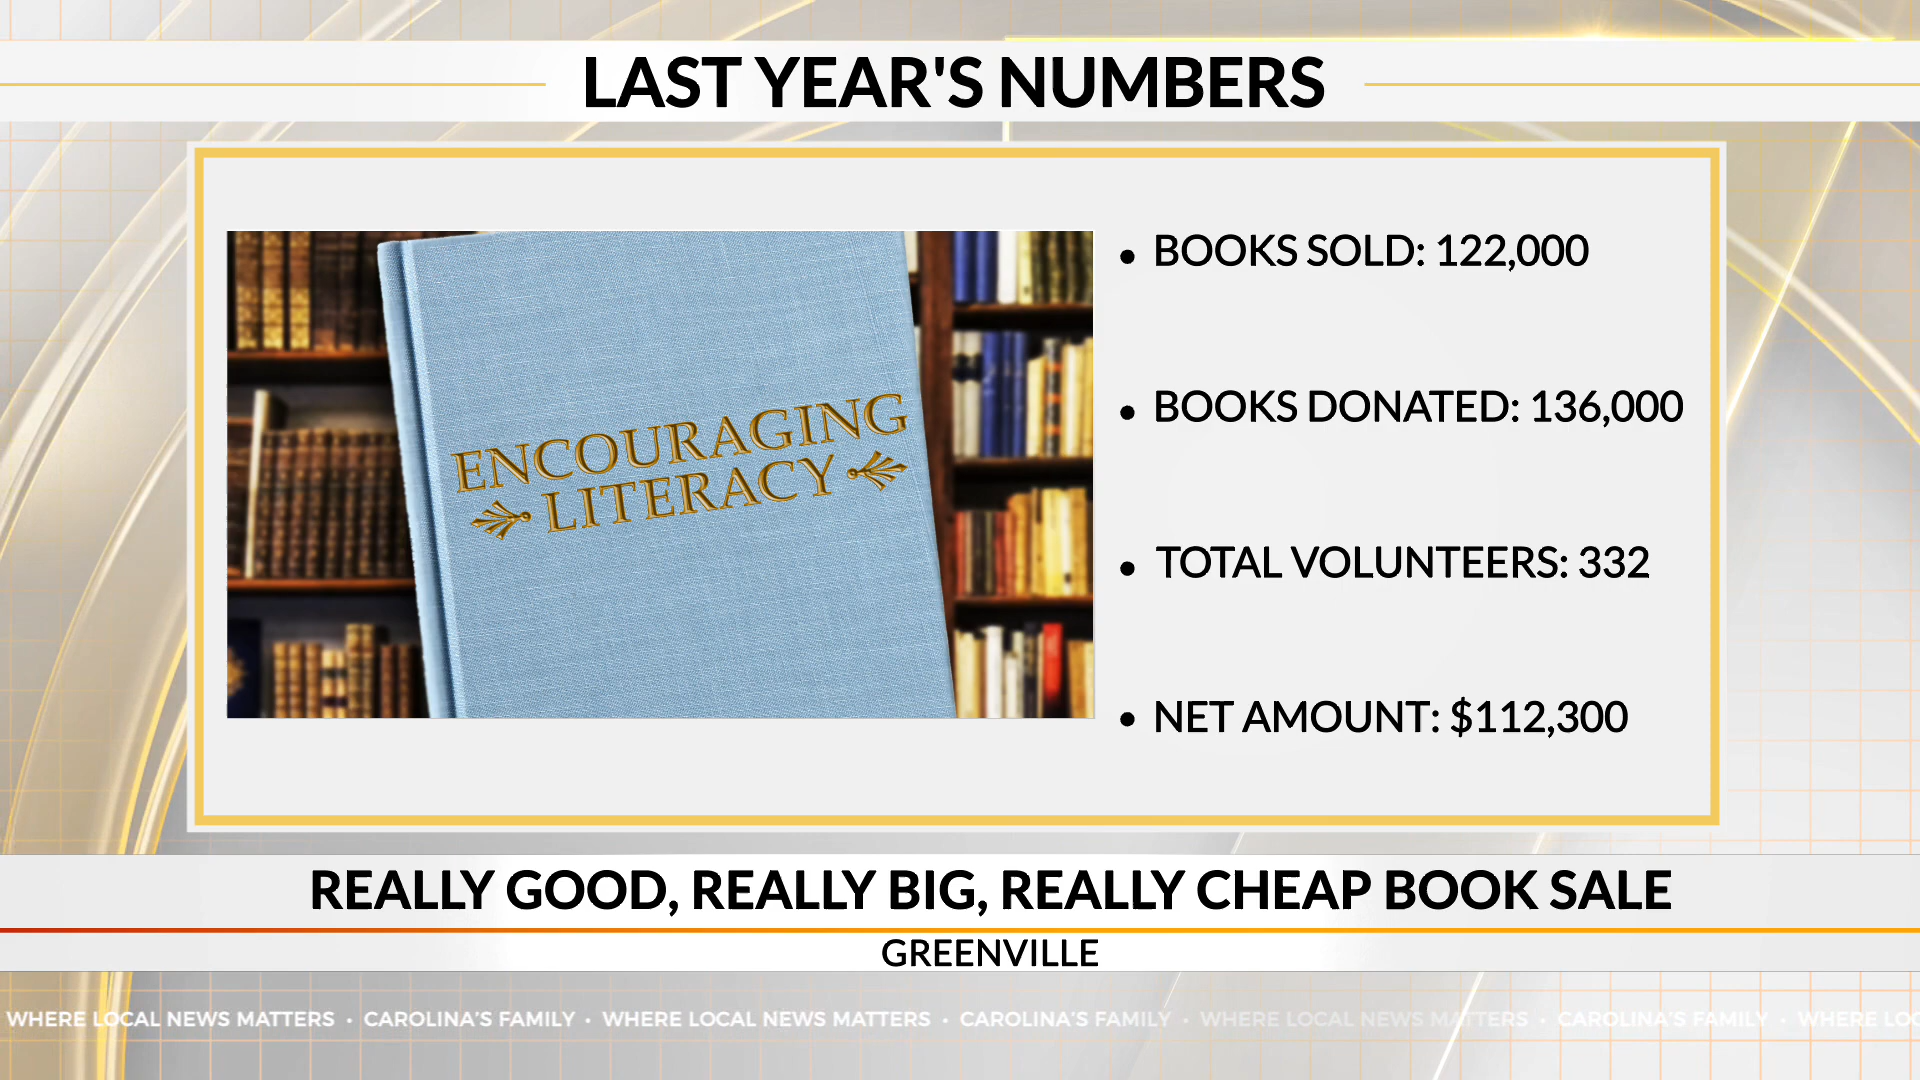 LAST YEAR'S NUMBERS
ENCOURAGING
LITERACY
• BOOKS SOLD: 122,000
• BOOKS DONATED: 136,000
• TOTAL VOLUNTEERS: 332
• NET AMOUNT: $112,300
REALLY GOOD, REALLY BIG, REALLY CHEAP BOOK SALE
GREENVILLE
WHERE LOCAL NEWS MATTERS • CAROLINA'S FAMILY • WHERE LOCAL NEWS MATTERS • CAROLINA'S FAMILY • WHERE LOCAL NEWS MATTERS • CAROLINA'S FAMILY • WHERE LOC